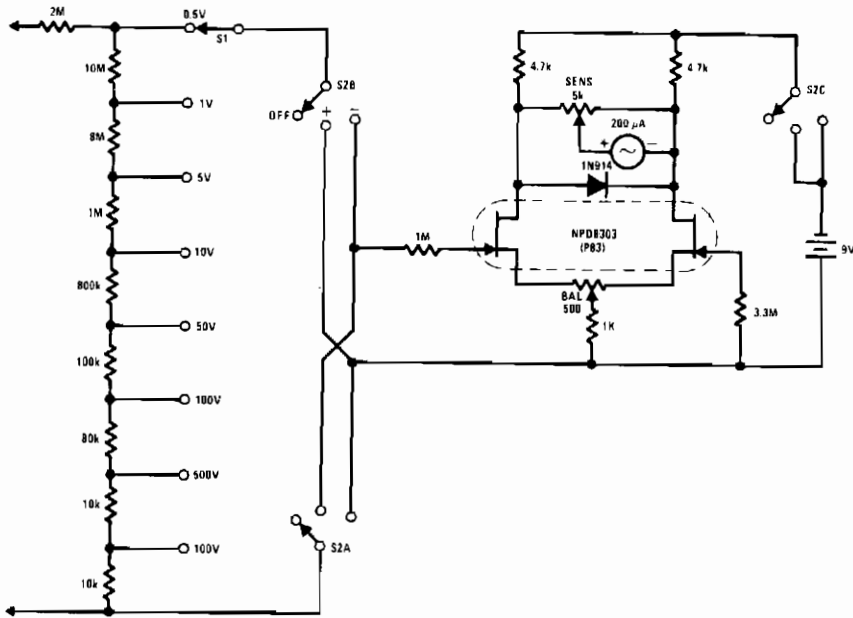 2M
0.5V
S1
10M
1V
8M
5V
1M
10V
800k
50V
100k
100V
80k
500V
10k
100V
10k
S2B
OFF
+
−
S2A
1M
4.7k
SENS
5k
4.7k
200 μA
+
−
1N914
NPD8303
(P83)
BAL
500
1K
3.3M
S2C
9V